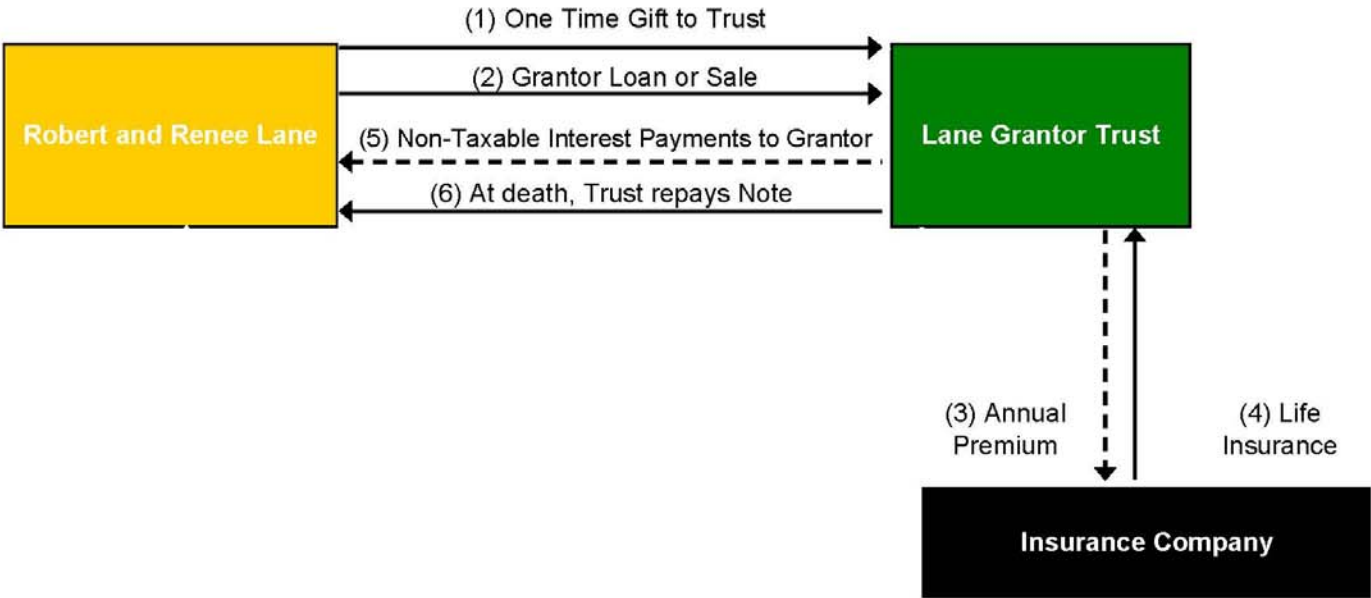 (1) One Time Gift to Trust
(2) Grantor Loan or Sale
Robert and Renee Lane
(5) Non-Taxable Interest Payments to Grantor
Lane Grantor Trust
(6) At death, Trust repays Note
(3) Annual
Premium
(4) Life
Insurance
Insurance Company